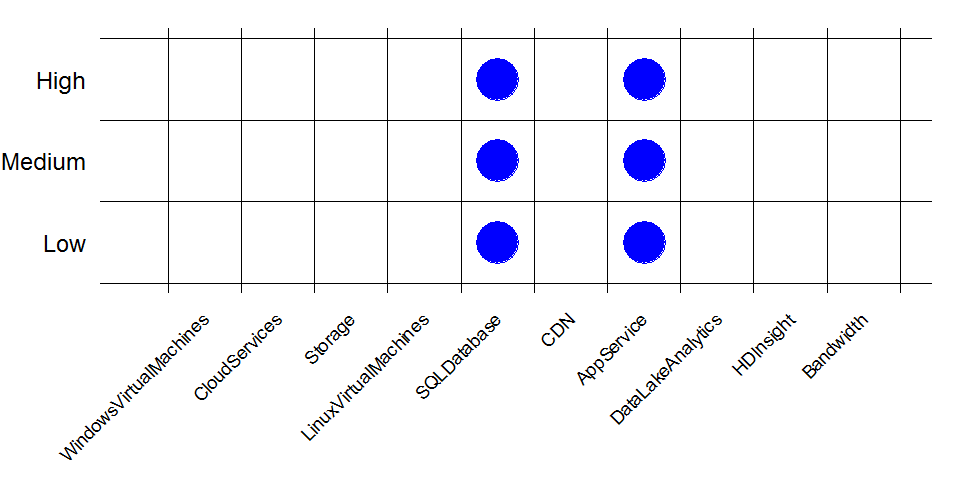 High
Medium
Low
WindowsVirtualMachines
CloudServices
Storage
LinuxVirtualMachines
SQLDatabase
CDN
AppService
DataLakeAnalytics
HDInsight
Bandwidth